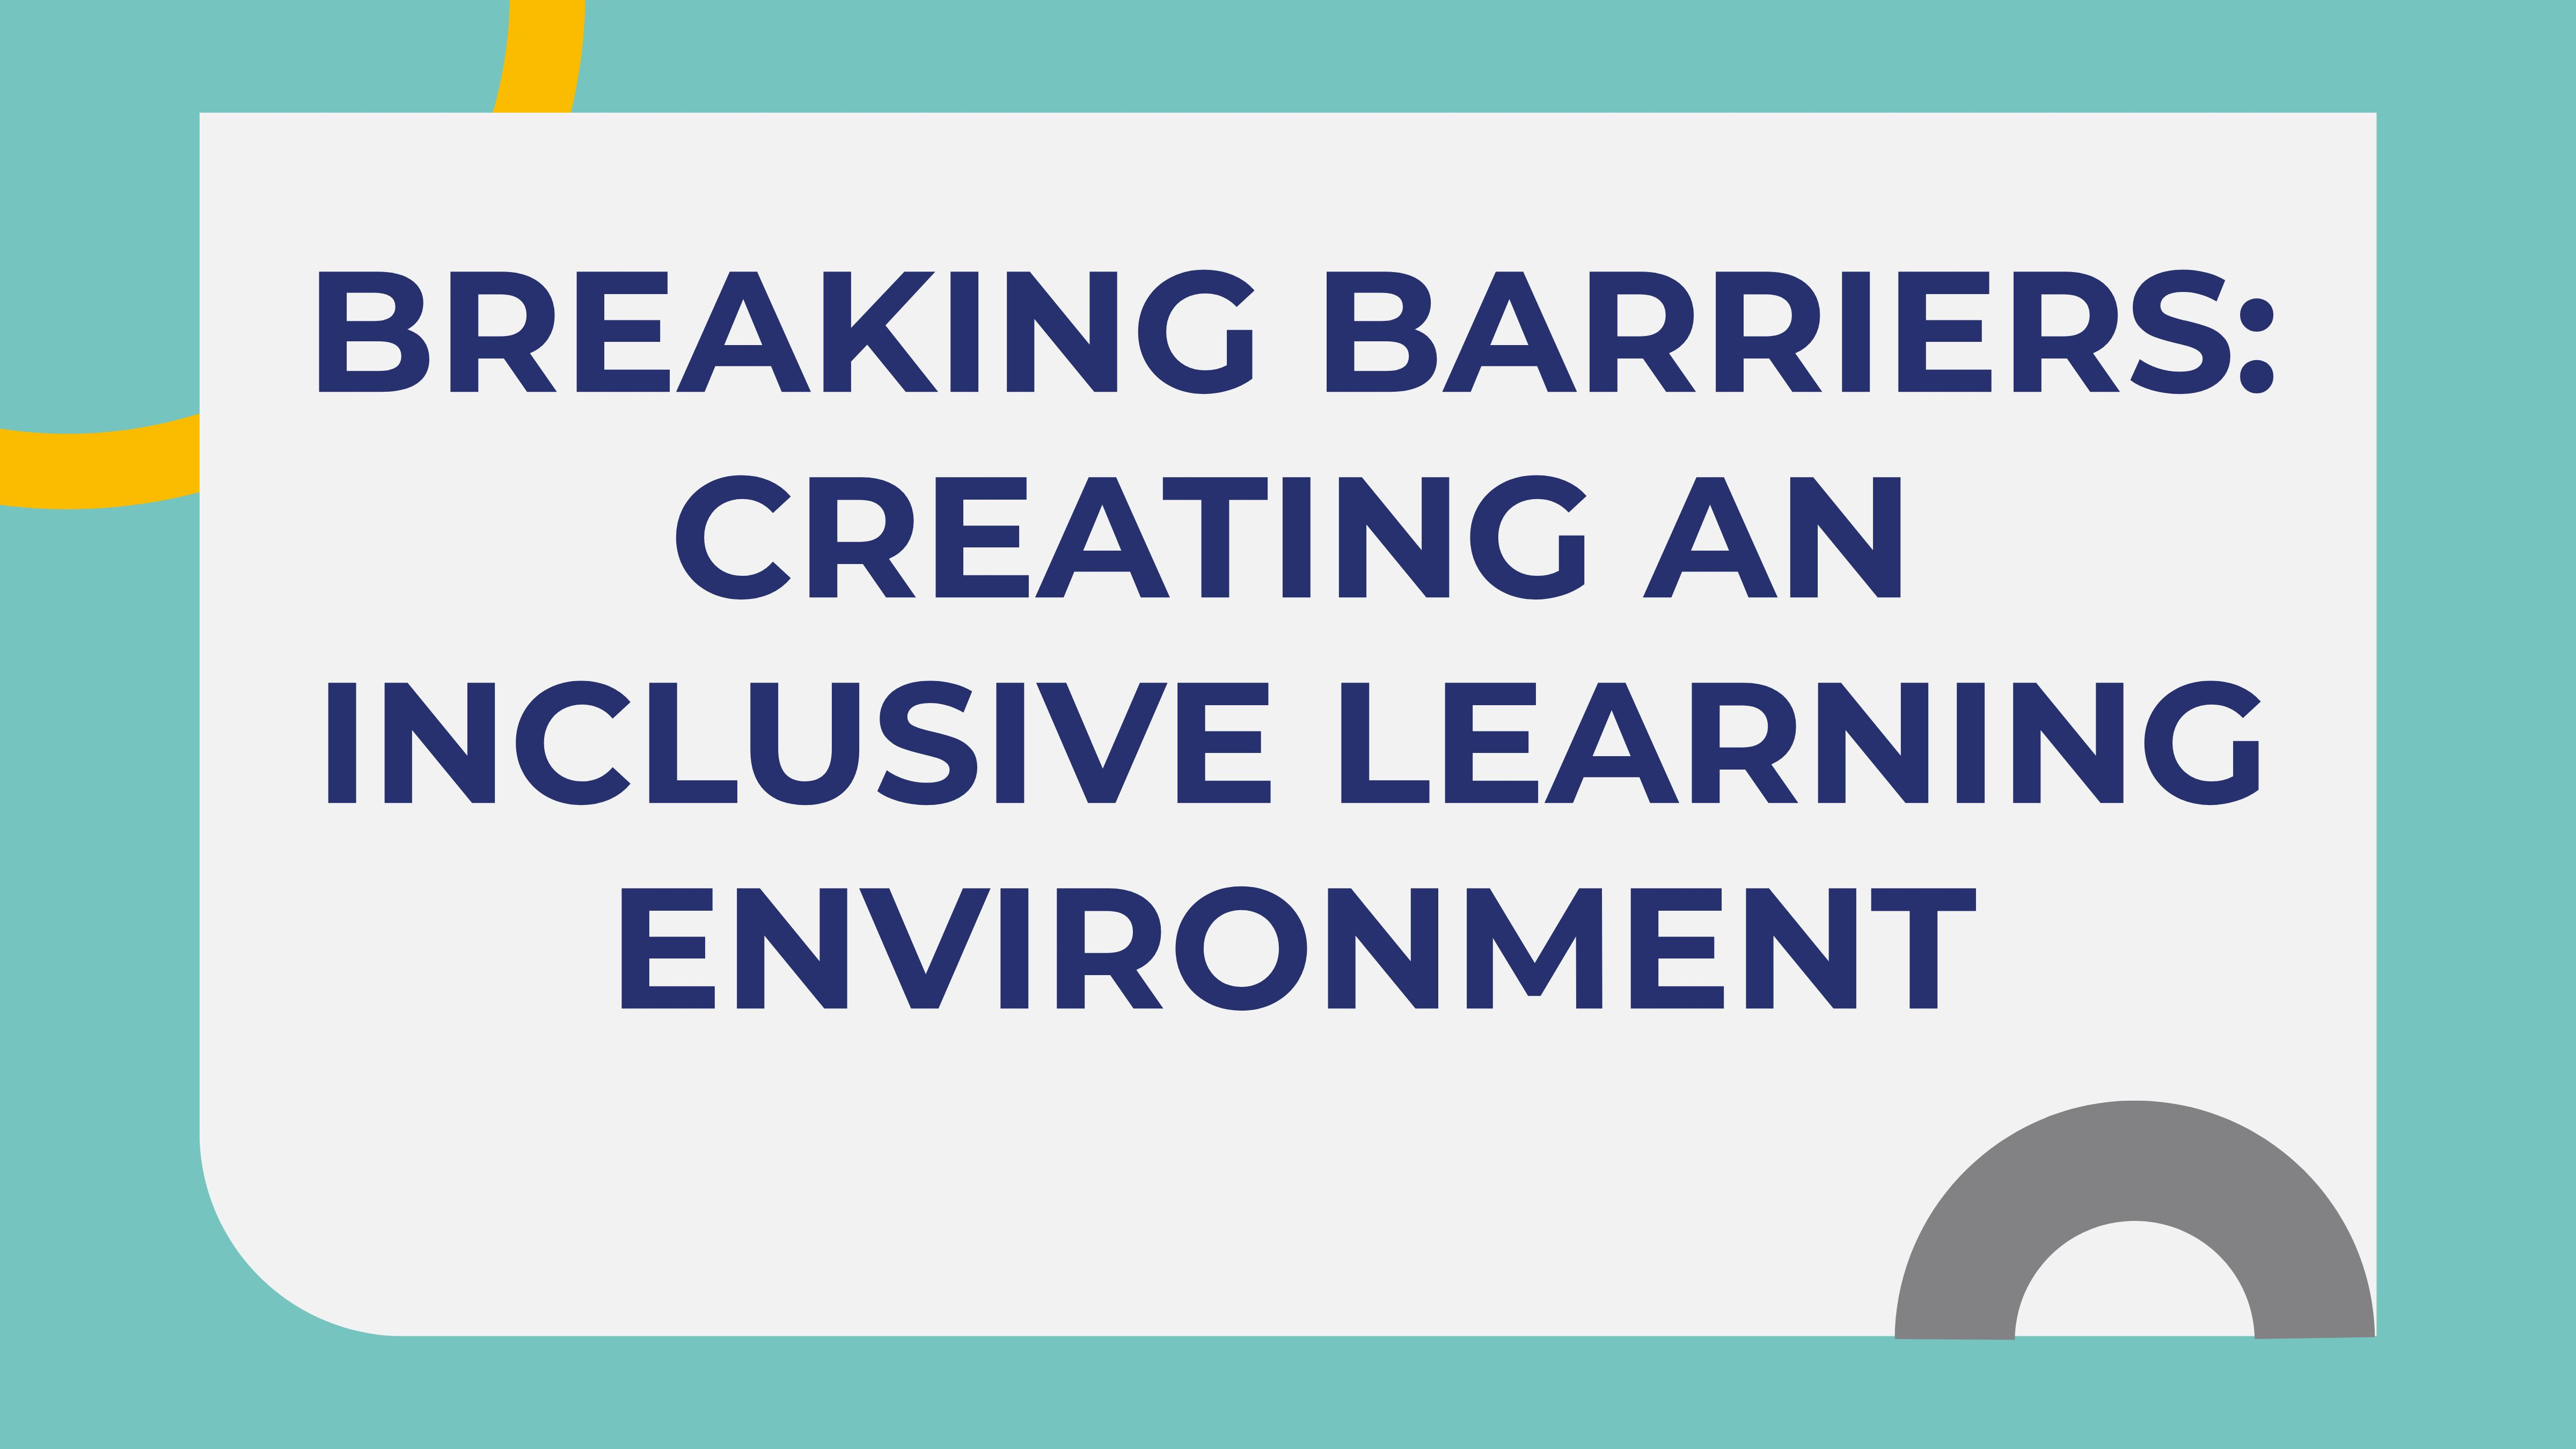 BREAKING BARRIERS:
CREATING AN
INCLUSIVE LEARNING
ENVIRONMENT